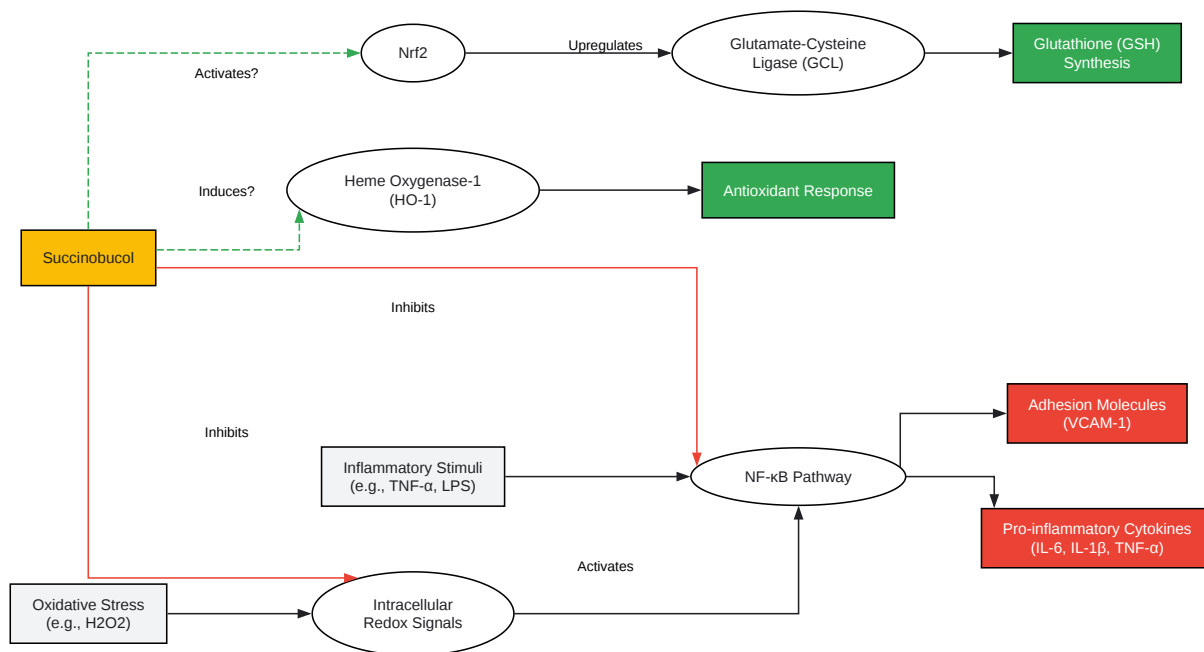 Nrf2
Upregulates
Glutamate-Cysteine
Ligase (GCL)
Glutathione (GSH)
Synthesis
Activates?
Heme Oxygenase-1
(HO-1)
Induces?
Antioxidant Response
Succinobucol
Inhibits
Adhesion Molecules
(VCAM-1)
Inhibits
Inflammatory Stimuli
(e.g., TNF-α, LPS)
NF-κB Pathway
Pro-inflammatory Cytokines
(IL-6, IL-1β, TNF-α)
Activates
Oxidative Stress
(e.g., H2O2)
Intracellular
Redox Signals